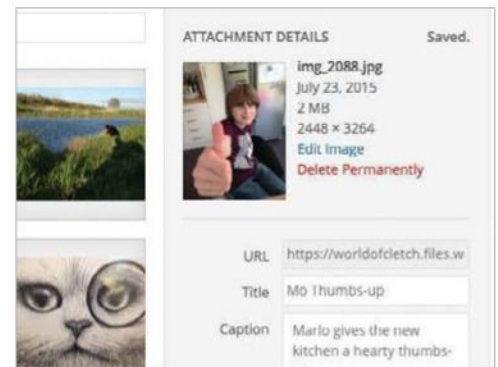 ATTACHMENT DETAILS Saved.
img_2088.jpg
July 23, 2015
2 MB
2448 × 3264
Edit Image
Delete Permanently
URL https://worldofcletch.files.w
Title Mo Thumbs-up
Caption Marlo gives the new
kitchen a hearty thumbs-